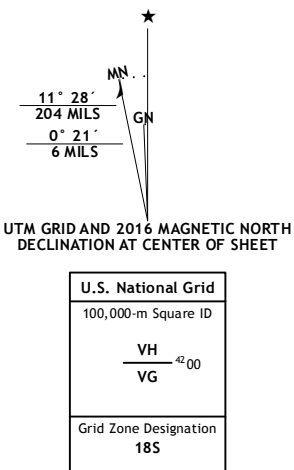 ★
MN
11° 28´
204 MILS
GN
0° 21´
6 MILS
UTM GRID AND 2016 MAGNETIC NORTH
DECLINATION AT CENTER OF SHEET
U.S. National Grid
100,000-m Square ID
VH
⁴²00
VG
Grid Zone Designation
18S